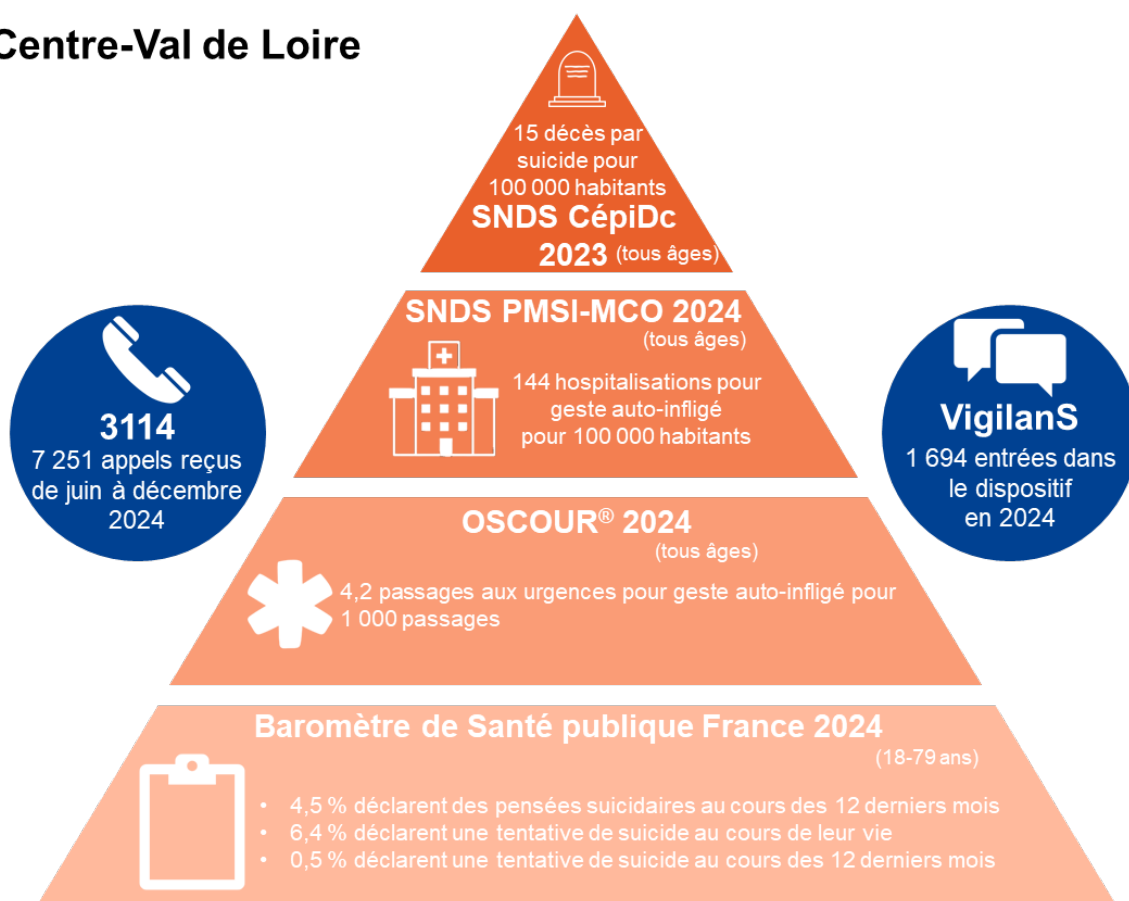 Centre-Val de Loire
15 décès par
suicide pour
100 000 habitants
SNDS CépiDc
2023 (tous âges)
SNDS PMSI-MCO 2024
(tous âges)
144 hospitalisations pour
geste auto-infligé
pour 100 000 habitants
3114
7 251 appels reçus
de juin à décembre
2024
VigilanS
1 694 entrées dans
le dispositif
en 2024
OSCOUR® 2024
(tous âges)
4,2 passages aux urgences pour geste auto-infligé pour
1 000 passages
Baromètre de Santé publique France 2024
(18-79 ans)
• 4,5 % déclarent des pensées suicidaires au cours des 12 derniers mois
• 6,4 % déclarent une tentative de suicide au cours de leur vie
• 0,5 % déclarent une tentative de suicide au cours des 12 derniers mois